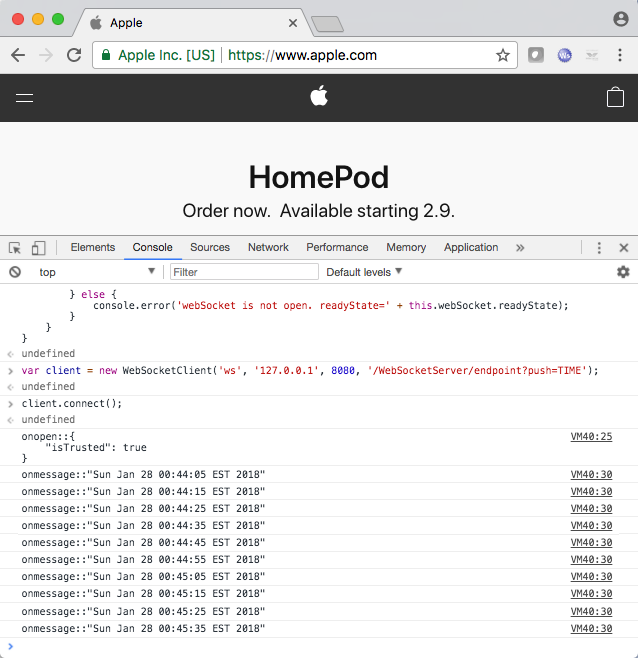 Apple
Apple Inc. [US] https://www.apple.com
Ws
HomePod
Order now. Available starting 2.9.
Elements Console Sources Network Performance Memory Application »
top Filter Default levels
} else {
console.error('webSocket is not open. readyState=' + this.webSocket.readyState);
}
}
}
undefined
var client = new WebSocketClient('ws', '127.0.0.1', 8080, '/WebSocketServer/endpoint?push=TIME');
undefined
client.connect();
undefined
onopen::{ VM40:25
"isTrusted": true
}
onmessage::"Sun Jan 28 00:44:05 EST 2018" VM40:30
onmessage::"Sun Jan 28 00:44:15 EST 2018" VM40:30
onmessage::"Sun Jan 28 00:44:25 EST 2018" VM40:30
onmessage::"Sun Jan 28 00:44:35 EST 2018" VM40:30
onmessage::"Sun Jan 28 00:44:45 EST 2018" VM40:30
onmessage::"Sun Jan 28 00:44:55 EST 2018" VM40:30
onmessage::"Sun Jan 28 00:45:05 EST 2018" VM40:30
onmessage::"Sun Jan 28 00:45:15 EST 2018" VM40:30
onmessage::"Sun Jan 28 00:45:25 EST 2018" VM40:30
onmessage::"Sun Jan 28 00:45:35 EST 2018" VM40:30